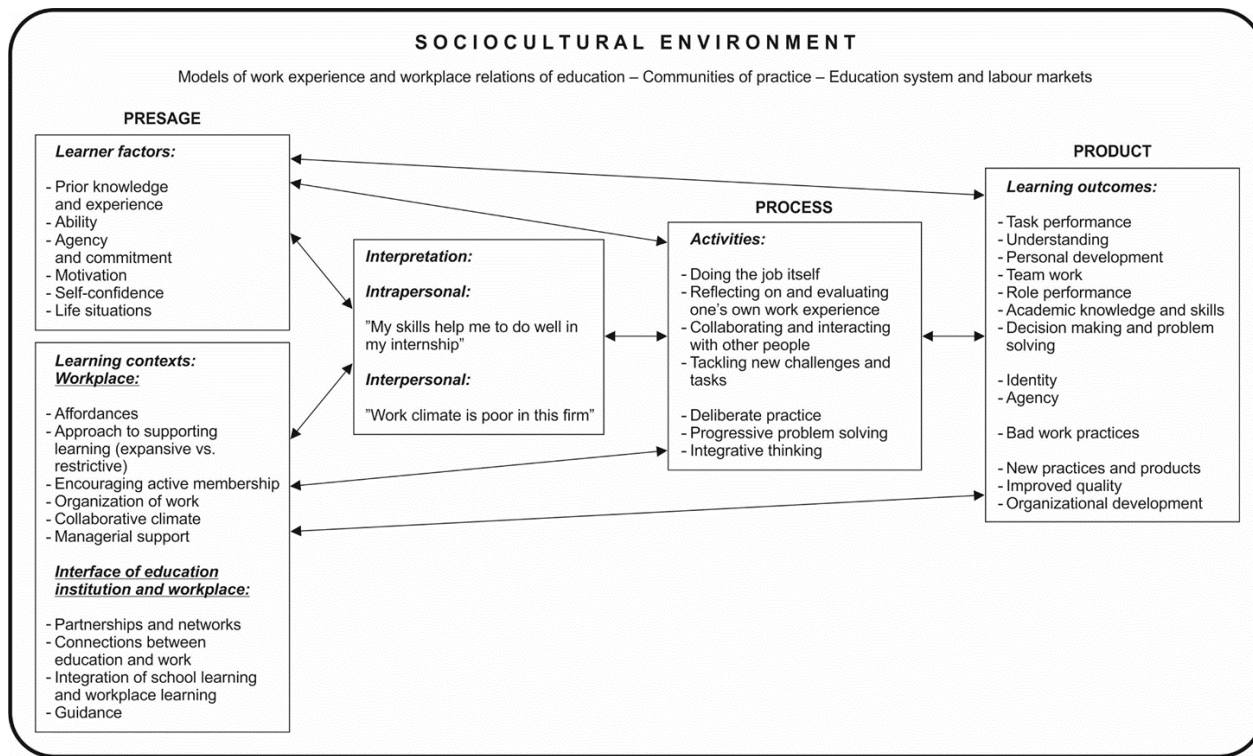 SOCIOCULTURAL ENVIRONMENT
Models of work experience and workplace relations of education – Communities of practice – Education system and labour markets
PRESAGE
Learner factors:
- Prior knowledge
and experience
- Ability
- Agency
and commitment
- Motivation
- Self-confidence
- Life situations
Learning contexts:
Workplace:
- Affordances
- Approach to supporting
learning (expansive vs.
restrictive)
- Encouraging active membership
- Organization of work
- Collaborative climate
- Managerial support
Interface of education
institution and workplace:
- Partnerships and networks
- Connections between
education and work
- Integration of school learning
and workplace learning
- Guidance
Interpretation:
Intrapersonal:
”My skills help me to do well in
my internship”
Interpersonal:
”Work climate is poor in this firm”
PROCESS
Activities:
- Doing the job itself
- Reflecting on and evaluating
one’s own work experience
- Collaborating and interacting
with other people
- Tackling new challenges and
tasks
- Deliberate practice
- Progressive problem solving
- Integrative thinking
PRODUCT
Learning outcomes:
- Task performance
- Understanding
- Personal development
- Team work
- Role performance
- Academic knowledge and skills
- Decision making and problem
solving
- Identity
- Agency
- Bad work practices
- New practices and products
- Improved quality
- Organizational development